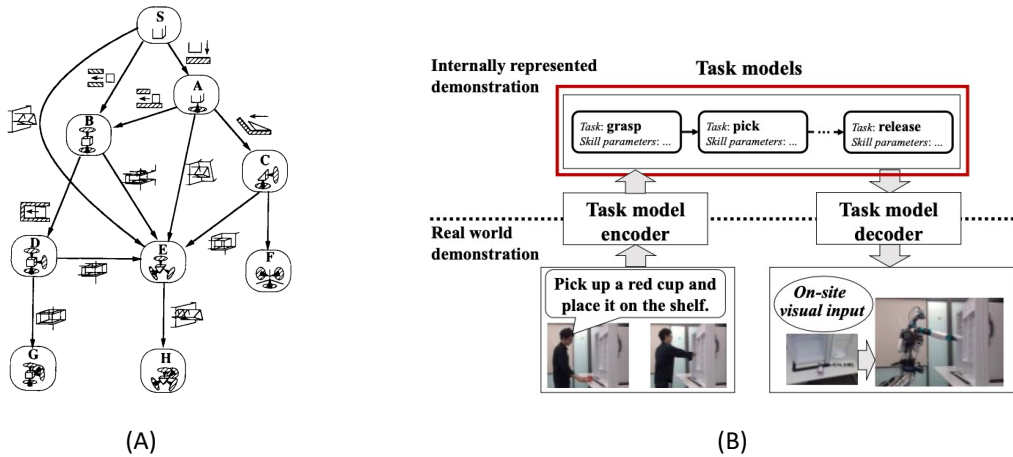 S
A
B
C
D
E
F
G
H
(A)
Internally represented
demonstration
Task models
Task: grasp
Skill parameters: ...
Task: pick
Skill parameters: ...
Task: release
Skill parameters: ...
Task model
encoder
Task model
decoder
Real world
demonstration
Pick up a red cup and
place it on the shelf.
On-site
visual input
(B)